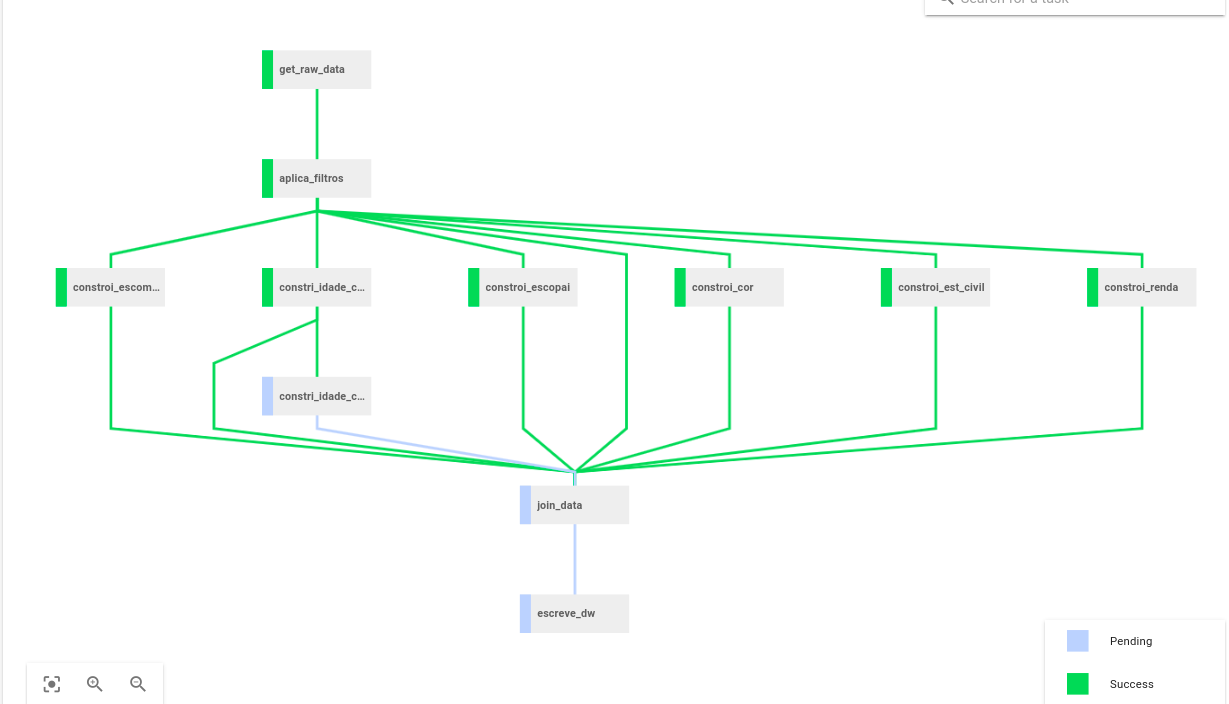 Search for a task
get_raw_data
aplica_filtros
constroi_escom...
constri_idade_c...
constroi_escopai
constroi_cor
constroi_est_civil
constroi_renda
constri_idade_c...
join_data
escreve_dw
Pending
Success